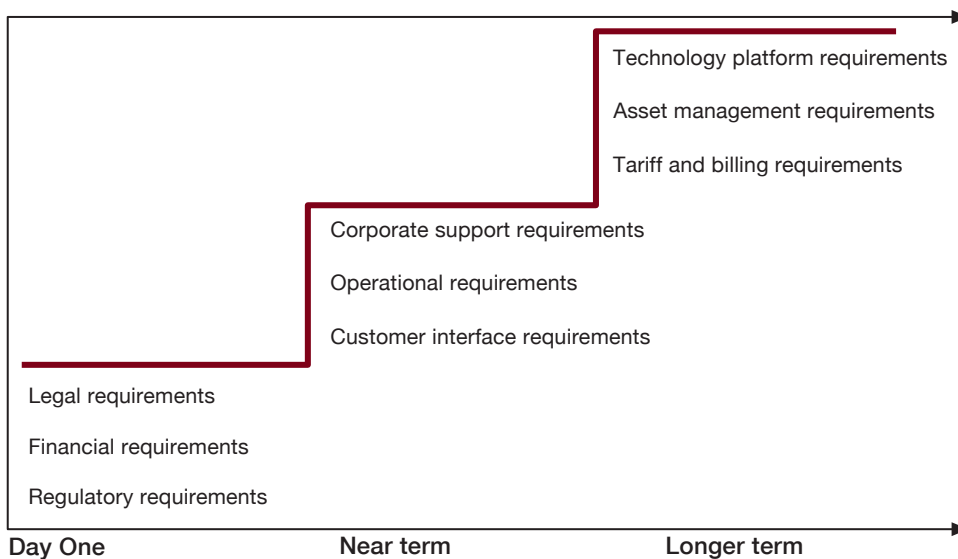 Technology platform requirements
Asset management requirements
Tariff and billing requirements
Corporate support requirements
Operational requirements
Customer interface requirements
Legal requirements
Financial requirements
Regulatory requirements
Day One
Near term
Longer term